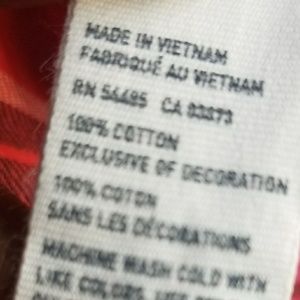 MADE IN VIETNAM
FABRIQUÉ AU VIETNAM
RN 54485 CA 03373
100% COTTON
EXCLUSIVE OF DECORATION
100% COTON
SANS LES DÉCORATIONS
MACHINE WASH COLD WITH
LIKE COLORS, USE